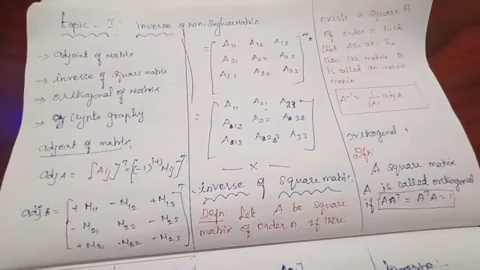 Topic - I: inverse of non-singular matrix
→ Adjoint of Matrix
→ inverse of square matrix
→ Orthogonal of Matrix
→ Cryptography
Adjoint of matrix.
Adj A = [Aij]ᵀ = [(-1)ⁱ⁺ʲ Mij]ᵀ
adj A = [ + M11 - M12 + M13
- M21 M22 - M23
+ M31 - M32 M33 ]ᵀ
= [ A11 A12 A13
A21 A22 A23
A31 A32 A33 ]ᵀ
= [ A11 A21 A31
A12 A22 A32
A13 A23 A33 ]
— x —
inverse of square matrix
Defn Let A be square
matrix of order n if there
exists a square B
of order n such
that AB = BA = In
then the matrix B
is called an inverse
matrix
A⁻¹ = 1/|A| adj A
orthogonal :
Defn:
A square matrix
A is called orthogonal
if AAᵀ = AᵀA = I